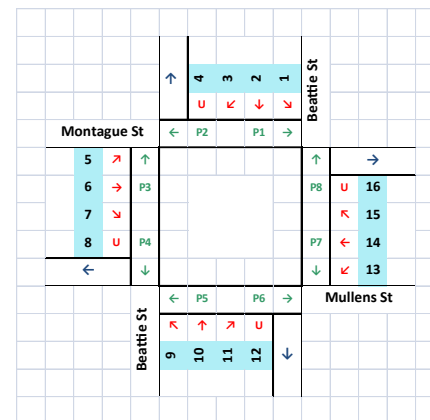 Beattie St
4 3 2 1
U
Montague St
P2 P1
5
6 P3
7
8 U P4
P8 U 16
15
P7 14
13
Mullens St
Beattie St
P5 P6
U
9 10 11 12